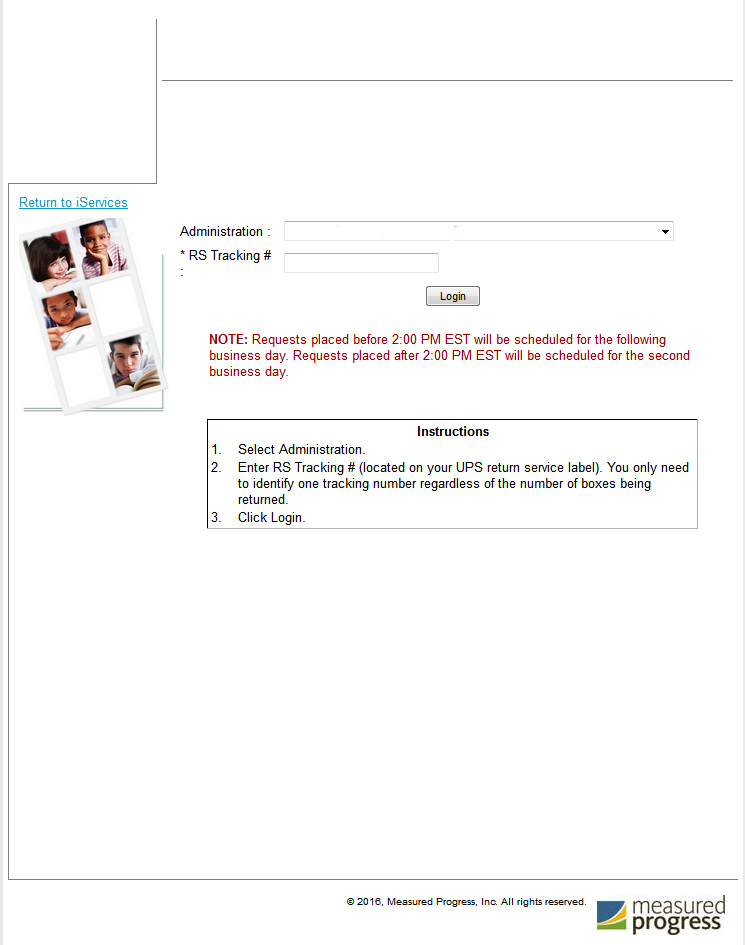 Return to iServices
Administration :
* RS Tracking #
:
Login
NOTE: Requests placed before 2:00 PM EST will be scheduled for the following
business day. Requests placed after 2:00 PM EST will be scheduled for the second
business day.
Instructions
1. Select Administration.
2. Enter RS Tracking # (located on your UPS return service label). You only need
to identify one tracking number regardless of the number of boxes being
returned.
3. Click Login.
© 2016, Measured Progress, Inc. All rights reserved.
measured
progress